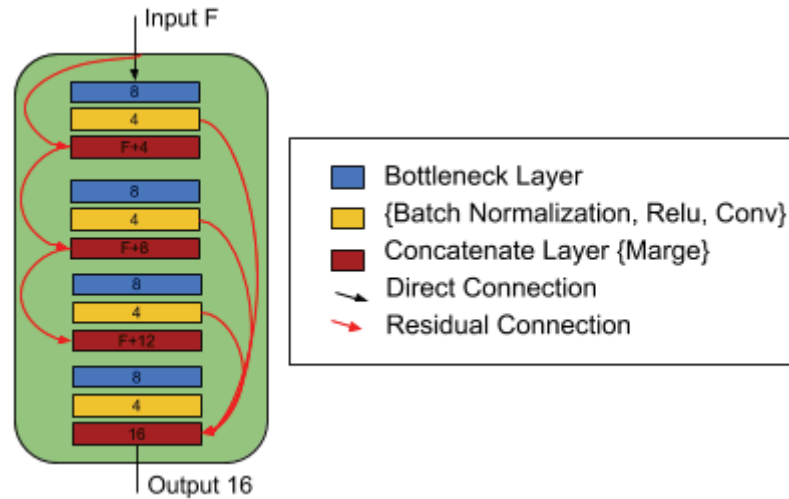 Input F
8
4
F+4
8
4
F+8
8
4
F+12
8
4
16
Output 16
Bottleneck Layer
{Batch Normalization, Relu, Conv}
Concatenate Layer {Marge}
Direct Connection
Residual Connection